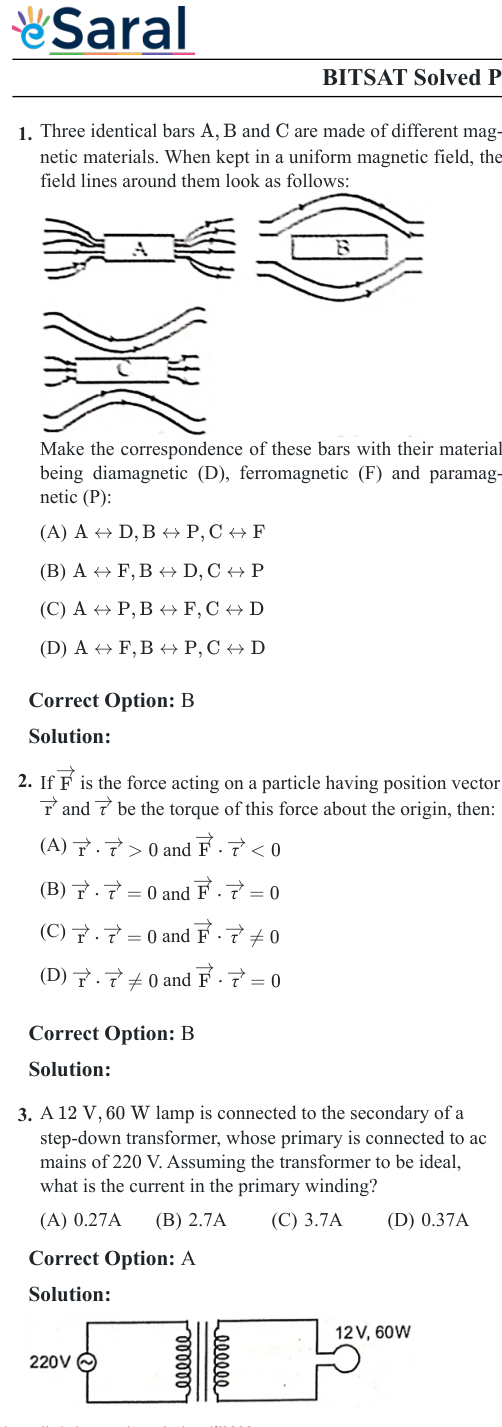 eSaral
BITSAT Solved P
1. Three identical bars A, B and C are made of different mag-
netic materials. When kept in a uniform magnetic field, the
field lines around them look as follows:
A
B
C
Make the correspondence of these bars with their material
being diamagnetic (D), ferromagnetic (F) and paramag-
netic (P):
(A) A ↔ D, B ↔ P, C ↔ F
(B) A ↔ F, B ↔ D, C ↔ P
(C) A ↔ P, B ↔ F, C ↔ D
(D) A ↔ F, B ↔ P, C ↔ D
Correct Option: B
Solution:
2. If F⃗ is the force acting on a particle having position vector
r⃗ and τ⃗ be the torque of this force about the origin, then:
(A) r⃗ · τ⃗ > 0 and F⃗ · τ⃗ < 0
(B) r⃗ · τ⃗ = 0 and F⃗ · τ⃗ = 0
(C) r⃗ · τ⃗ = 0 and F⃗ · τ⃗ ≠ 0
(D) r⃗ · τ⃗ ≠ 0 and F⃗ · τ⃗ = 0
Correct Option: B
Solution:
3. A 12 V, 60 W lamp is connected to the secondary of a
step-down transformer, whose primary is connected to ac
mains of 220 V. Assuming the transformer to be ideal,
what is the current in the primary winding?
(A) 0.27A (B) 2.7A (C) 3.7A (D) 0.37A
Correct Option: A
Solution:
12V, 60W
220V